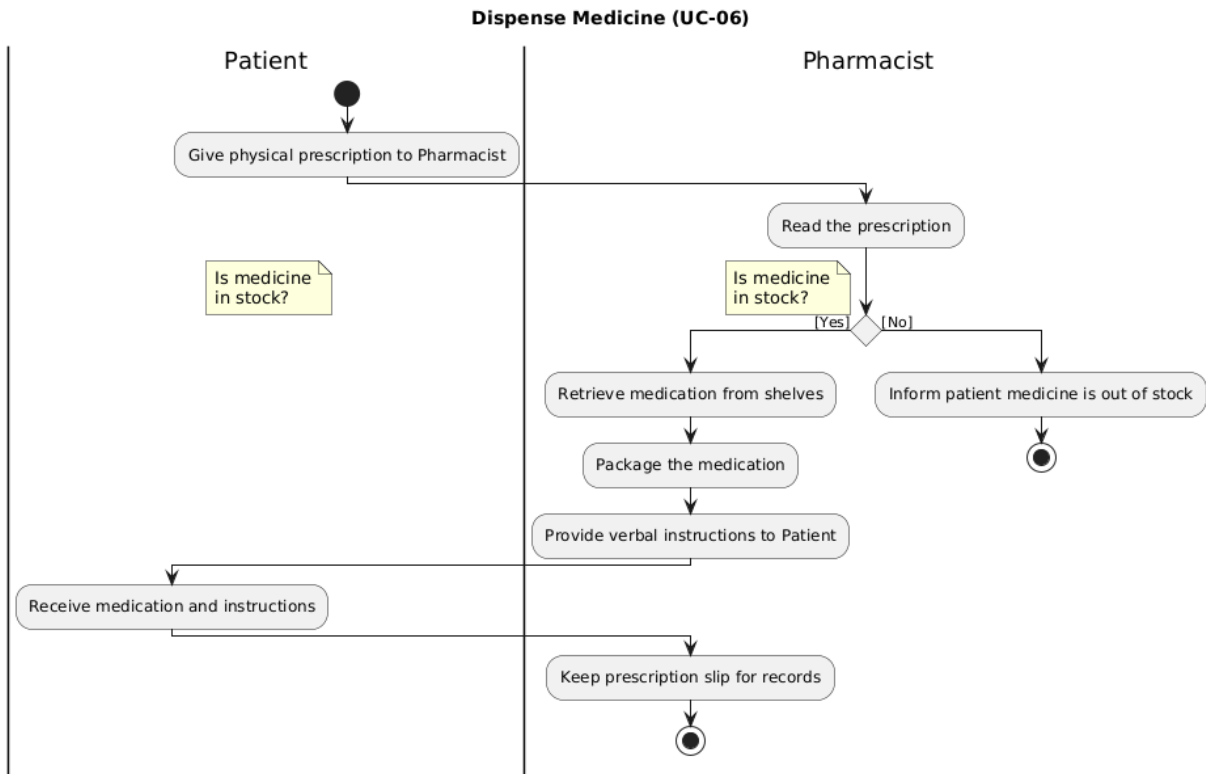 Dispense Medicine (UC-06)
Patient
Pharmacist
Give physical prescription to Pharmacist
Read the prescription
Is medicine
in stock?
Is medicine
in stock?
[Yes]
[No]
Retrieve medication from shelves
Inform patient medicine is out of stock
Package the medication
Provide verbal instructions to Patient
Receive medication and instructions
Keep prescription slip for records